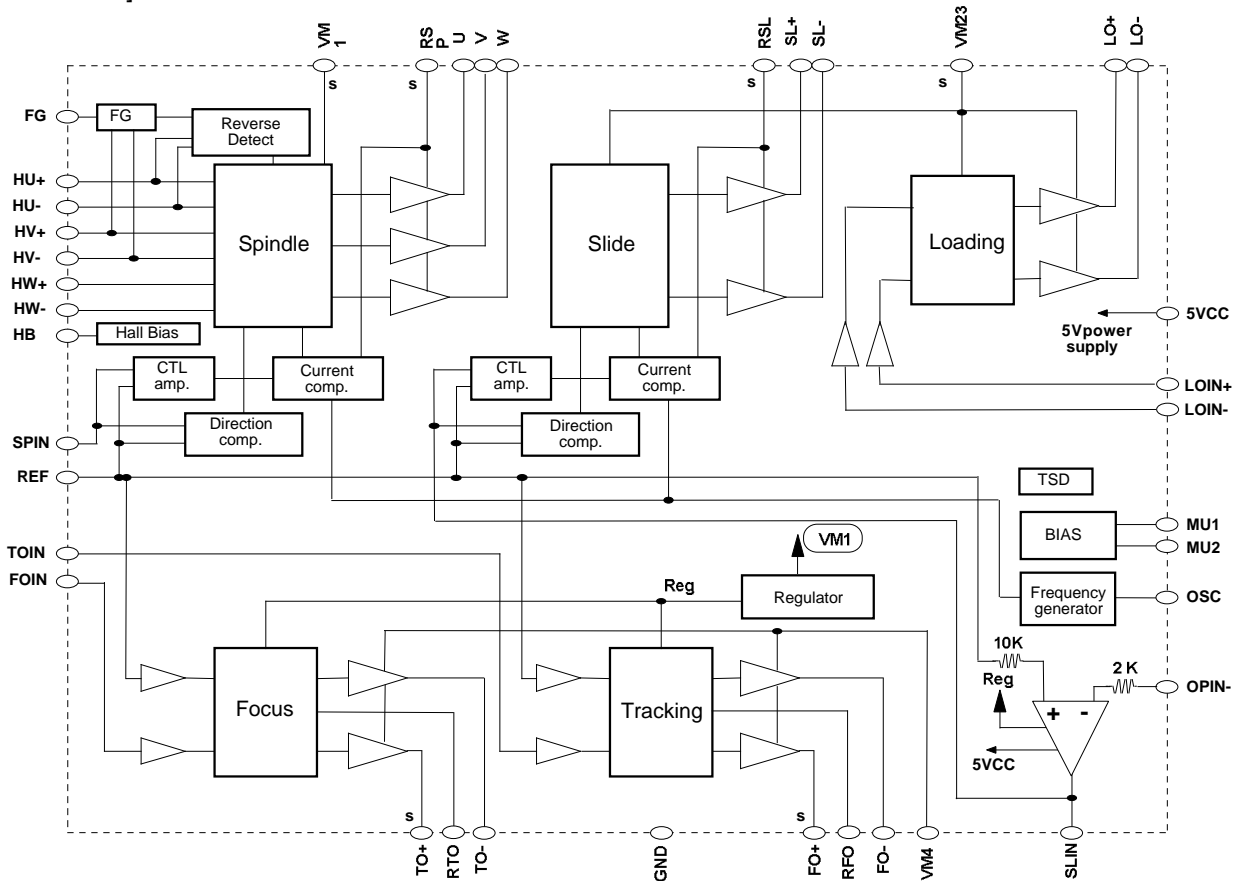 VM
1
RS
P
U
V
W
RSL
SL+
SL-
VM23
LO+
LO-
s
s
s
s
FG
FG
Reverse
Detect
HU+
HU-
HV+
HV-
HW+
HW-
HB
Hall Bias
Spindle
Slide
Loading
5VCC
5Vpower
supply
CTL
amp.
Current
comp.
CTL
amp.
Current
comp.
LOIN+
LOIN-
Direction
comp.
Direction
comp.
SPIN
REF
TSD
BIAS
MU1
MU2
TOIN
FOIN
VM1
Reg
Regulator
Frequency
generator
OSC
10K
2 K
Reg
OPIN-
+
-
5VCC
Focus
Tracking
s
s
TO+
RTO
TO-
GND
FO+
RFO
FO-
VM4
SLIN